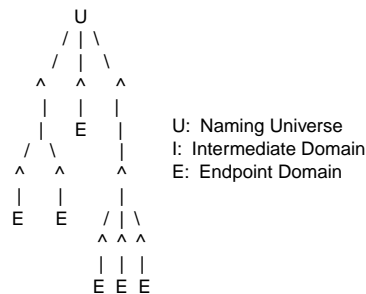 U
/ | \
/ | \
^ ^ ^
| | |
| E |
/ \ |
^ ^ ^
| | |
E E / | \
^ ^ ^
| | |
E E E
U: Naming Universe
I: Intermediate Domain
E: Endpoint Domain